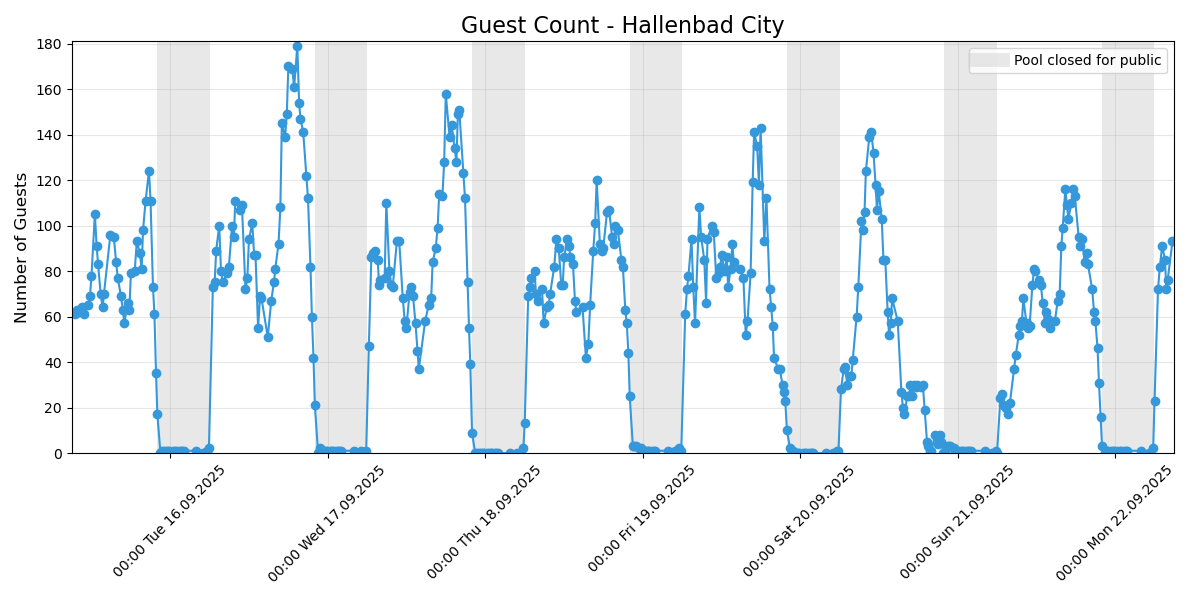 Guest Count - Hallenbad City
Pool closed for public
Number of Guests
180
160
140
120
100
80
60
40
20
0
00:00 Tue 16.09.2025
00:00 Wed 17.09.2025
00:00 Thu 18.09.2025
00:00 Fri 19.09.2025
00:00 Sat 20.09.2025
00:00 Sun 21.09.2025
00:00 Mon 22.09.2025